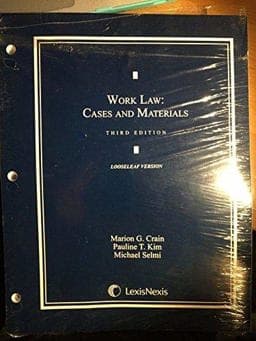 WORK LAW:
CASES AND MATERIALS
THIRD EDITION
LOOSELEAF VERSION
Marion G. Crain
Pauline T. Kim
Michael Selmi
LexisNexis